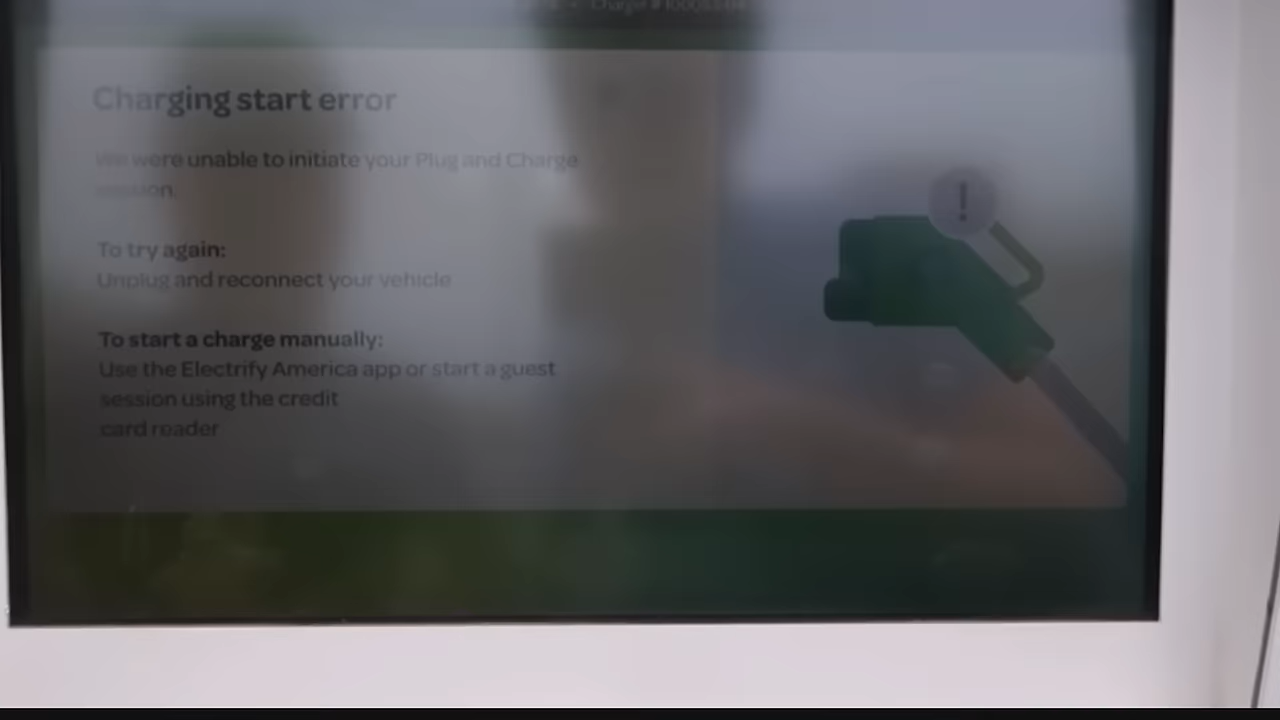 Charger #
Charging start error
We were unable to initiate your Plug and Charge
session.
To try again:
Unplug and reconnect your vehicle
To start a charge manually:
Use the Electrify America app or start a guest
session using the credit
card reader
!